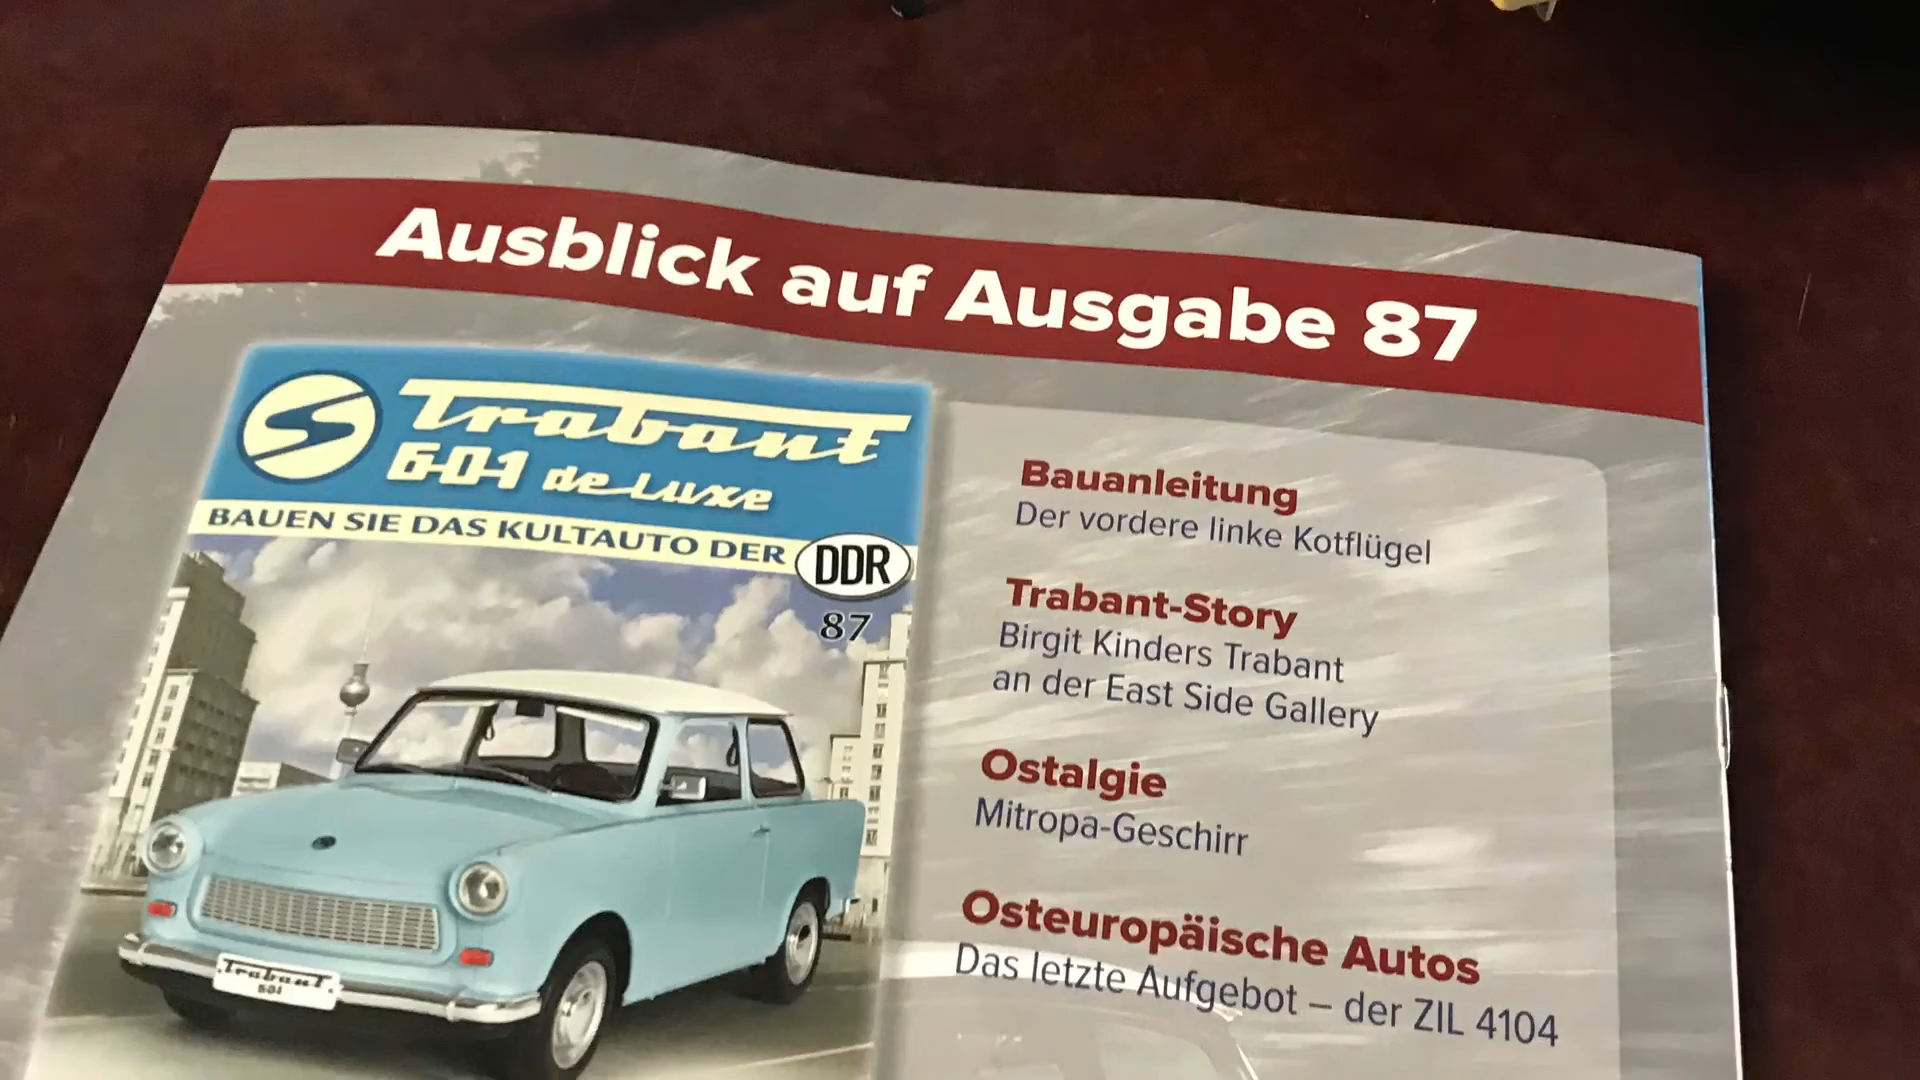 Ausblick auf Ausgabe 87
Trabant
601 de Luxe
BAUEN SIE DAS KULTAUTO DER DDR
87
Trabant
601
Bauanleitung
Der vordere linke Kotflügel
Trabant-Story
Birgit Kinders Trabant
an der East Side Gallery
Ostalgie
Mitropa-Geschirr
Osteuropäische Autos
Das letzte Aufgebot – der ZIL 4104